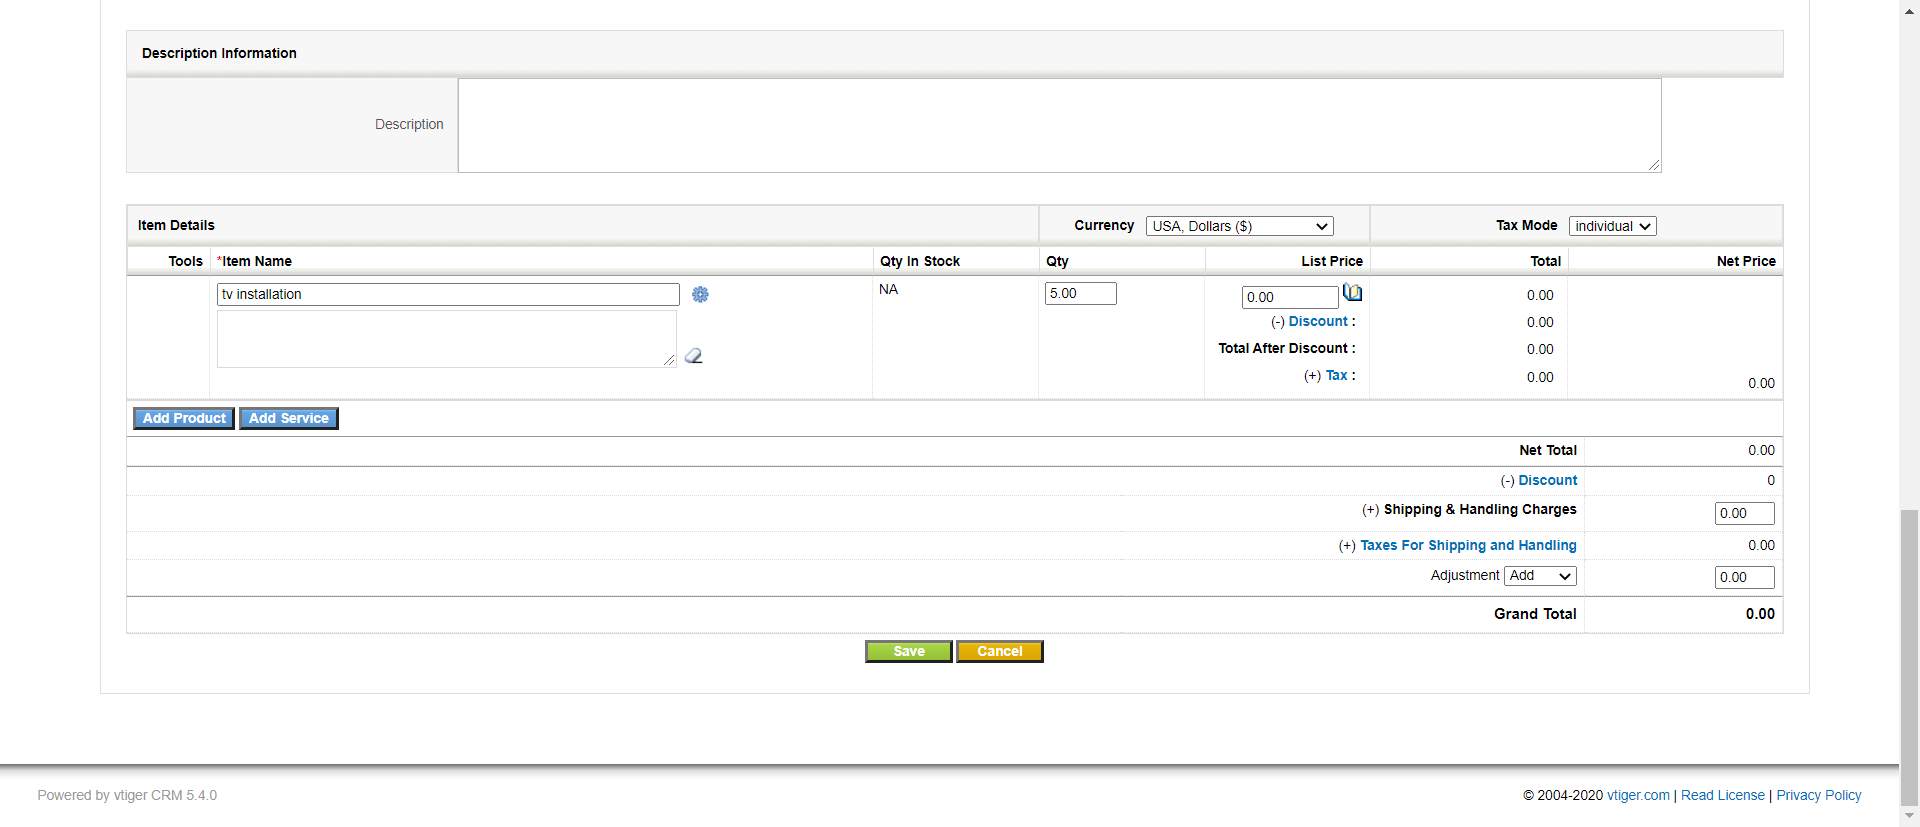 Description Information
Description
Item Details Currency USA, Dollars ($) Tax Mode individual
Tools *Item Name Qty In Stock Qty List Price Total Net Price
tv installation NA 5.00 0.00 0.00
(-) Discount : 0.00
Total After Discount : 0.00
(+) Tax : 0.00 0.00
Add Product Add Service
Net Total 0.00
(-) Discount 0
(+) Shipping & Handling Charges 0.00
(+) Taxes For Shipping and Handling 0.00
Adjustment Add 0.00
Grand Total 0.00
Save Cancel
Powered by vtiger CRM 5.4.0 © 2004-2020 vtiger.com | Read License | Privacy Policy